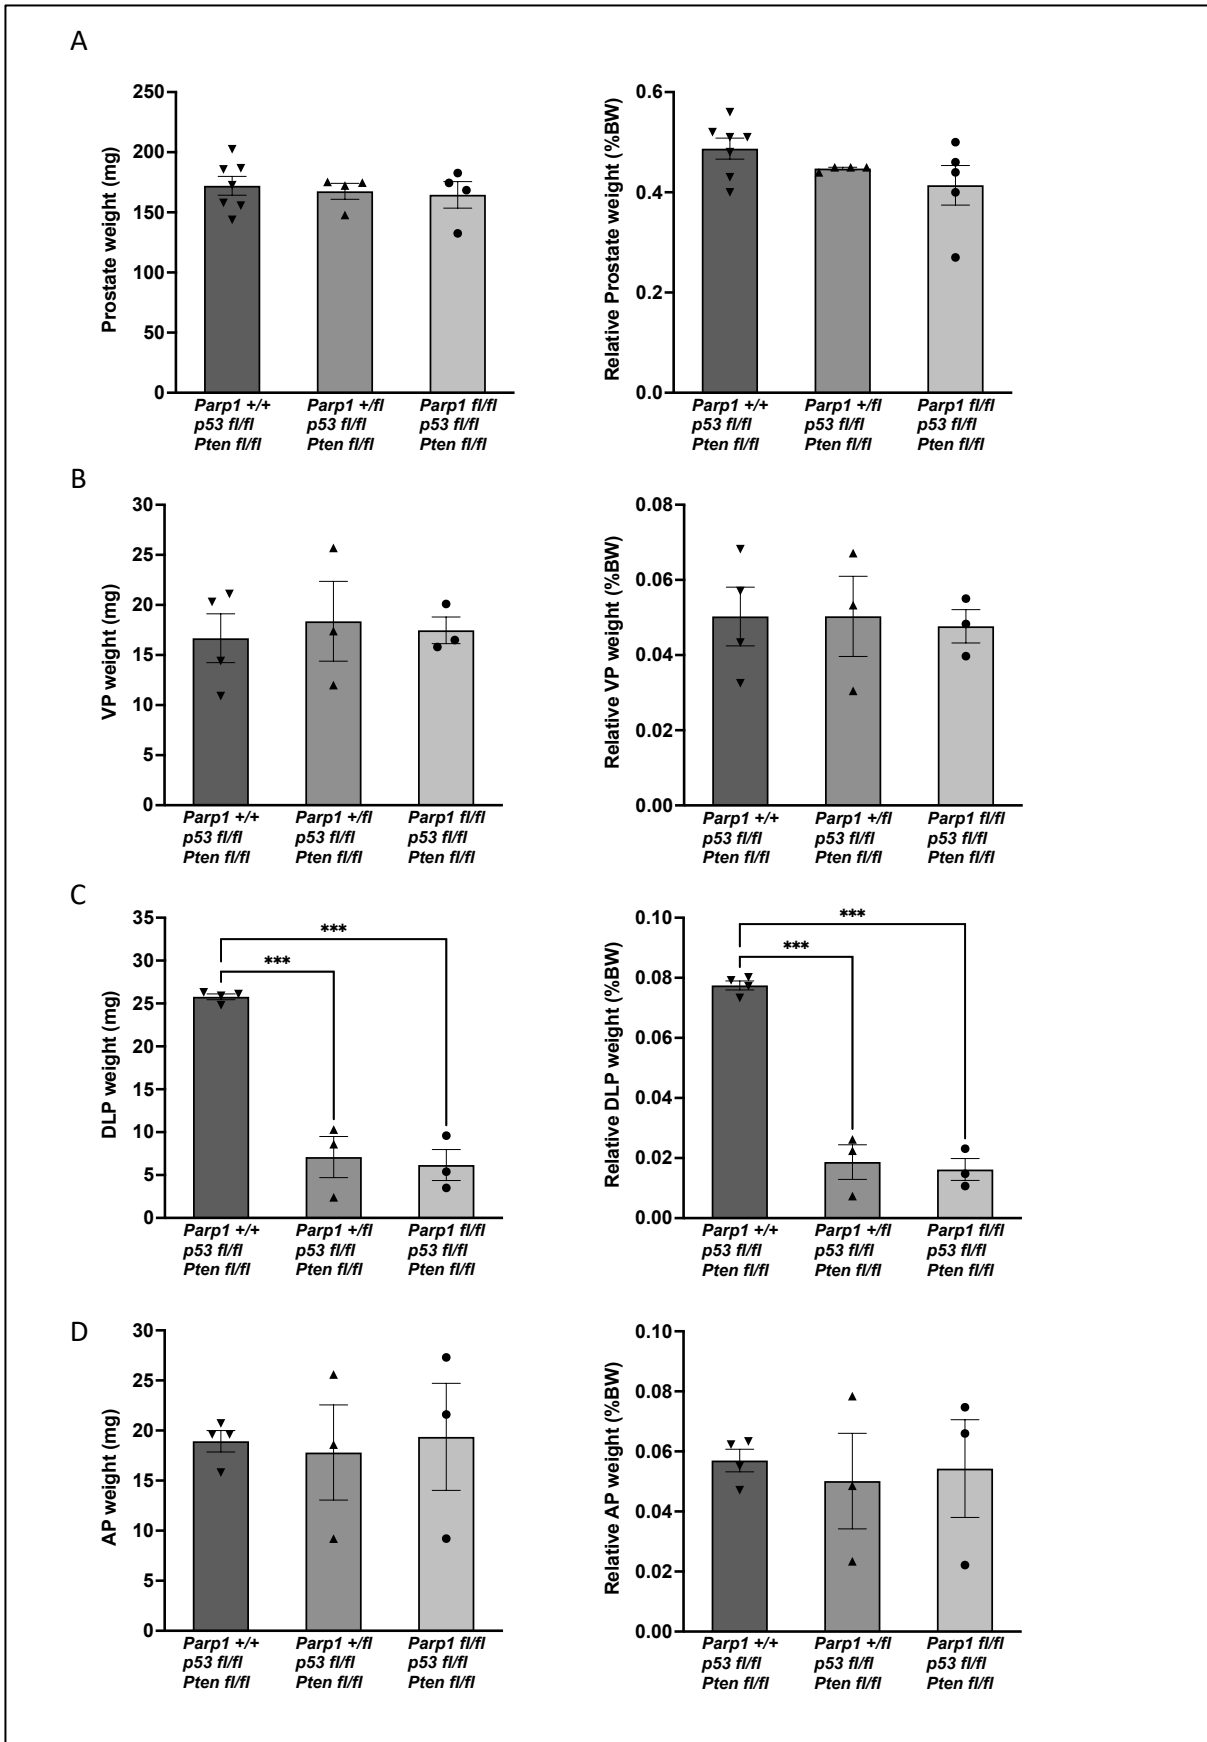 A
Prostate weight (mg)
250
200
150
100
50
0
Parp1 +/+
p53 fl/fl
Pten fl/fl
Parp1 +/fl
p53 fl/fl
Pten fl/fl
Parp1 fl/fl
p53 fl/fl
Pten fl/fl
Relative Prostate weight (%BW)
0.6
0.4
0.2
0.0
Parp1 +/+
p53 fl/fl
Pten fl/fl
Parp1 +/fl
p53 fl/fl
Pten fl/fl
Parp1 fl/fl
p53 fl/fl
Pten fl/fl
B
VP weight (mg)
30
25
20
15
10
5
0
Parp1 +/+
p53 fl/fl
Pten fl/fl
Parp1 +/fl
p53 fl/fl
Pten fl/fl
Parp1 fl/fl
p53 fl/fl
Pten fl/fl
Relative VP weight (%BW)
0.08
0.06
0.04
0.02
0.00
Parp1 +/+
p53 fl/fl
Pten fl/fl
Parp1 +/fl
p53 fl/fl
Pten fl/fl
Parp1 fl/fl
p53 fl/fl
Pten fl/fl
C
DLP weight (mg)
35
30
25
20
15
10
5
0
***
***
Parp1 +/+
p53 fl/fl
Pten fl/fl
Parp1 +/fl
p53 fl/fl
Pten fl/fl
Parp1 fl/fl
p53 fl/fl
Pten fl/fl
Relative DLP weight (%BW)
0.10
0.08
0.06
0.04
0.02
0.00
***
***
Parp1 +/+
p53 fl/fl
Pten fl/fl
Parp1 +/fl
p53 fl/fl
Pten fl/fl
Parp1 fl/fl
p53 fl/fl
Pten fl/fl
D
AP weight (mg)
30
25
20
15
10
5
0
Parp1 +/+
p53 fl/fl
Pten fl/fl
Parp1 +/fl
p53 fl/fl
Pten fl/fl
Parp1 fl/fl
p53 fl/fl
Pten fl/fl
Relative AP weight (%BW)
0.10
0.08
0.06
0.04
0.02
0.00
Parp1 +/+
p53 fl/fl
Pten fl/fl
Parp1 +/fl
p53 fl/fl
Pten fl/fl
Parp1 fl/fl
p53 fl/fl
Pten fl/fl